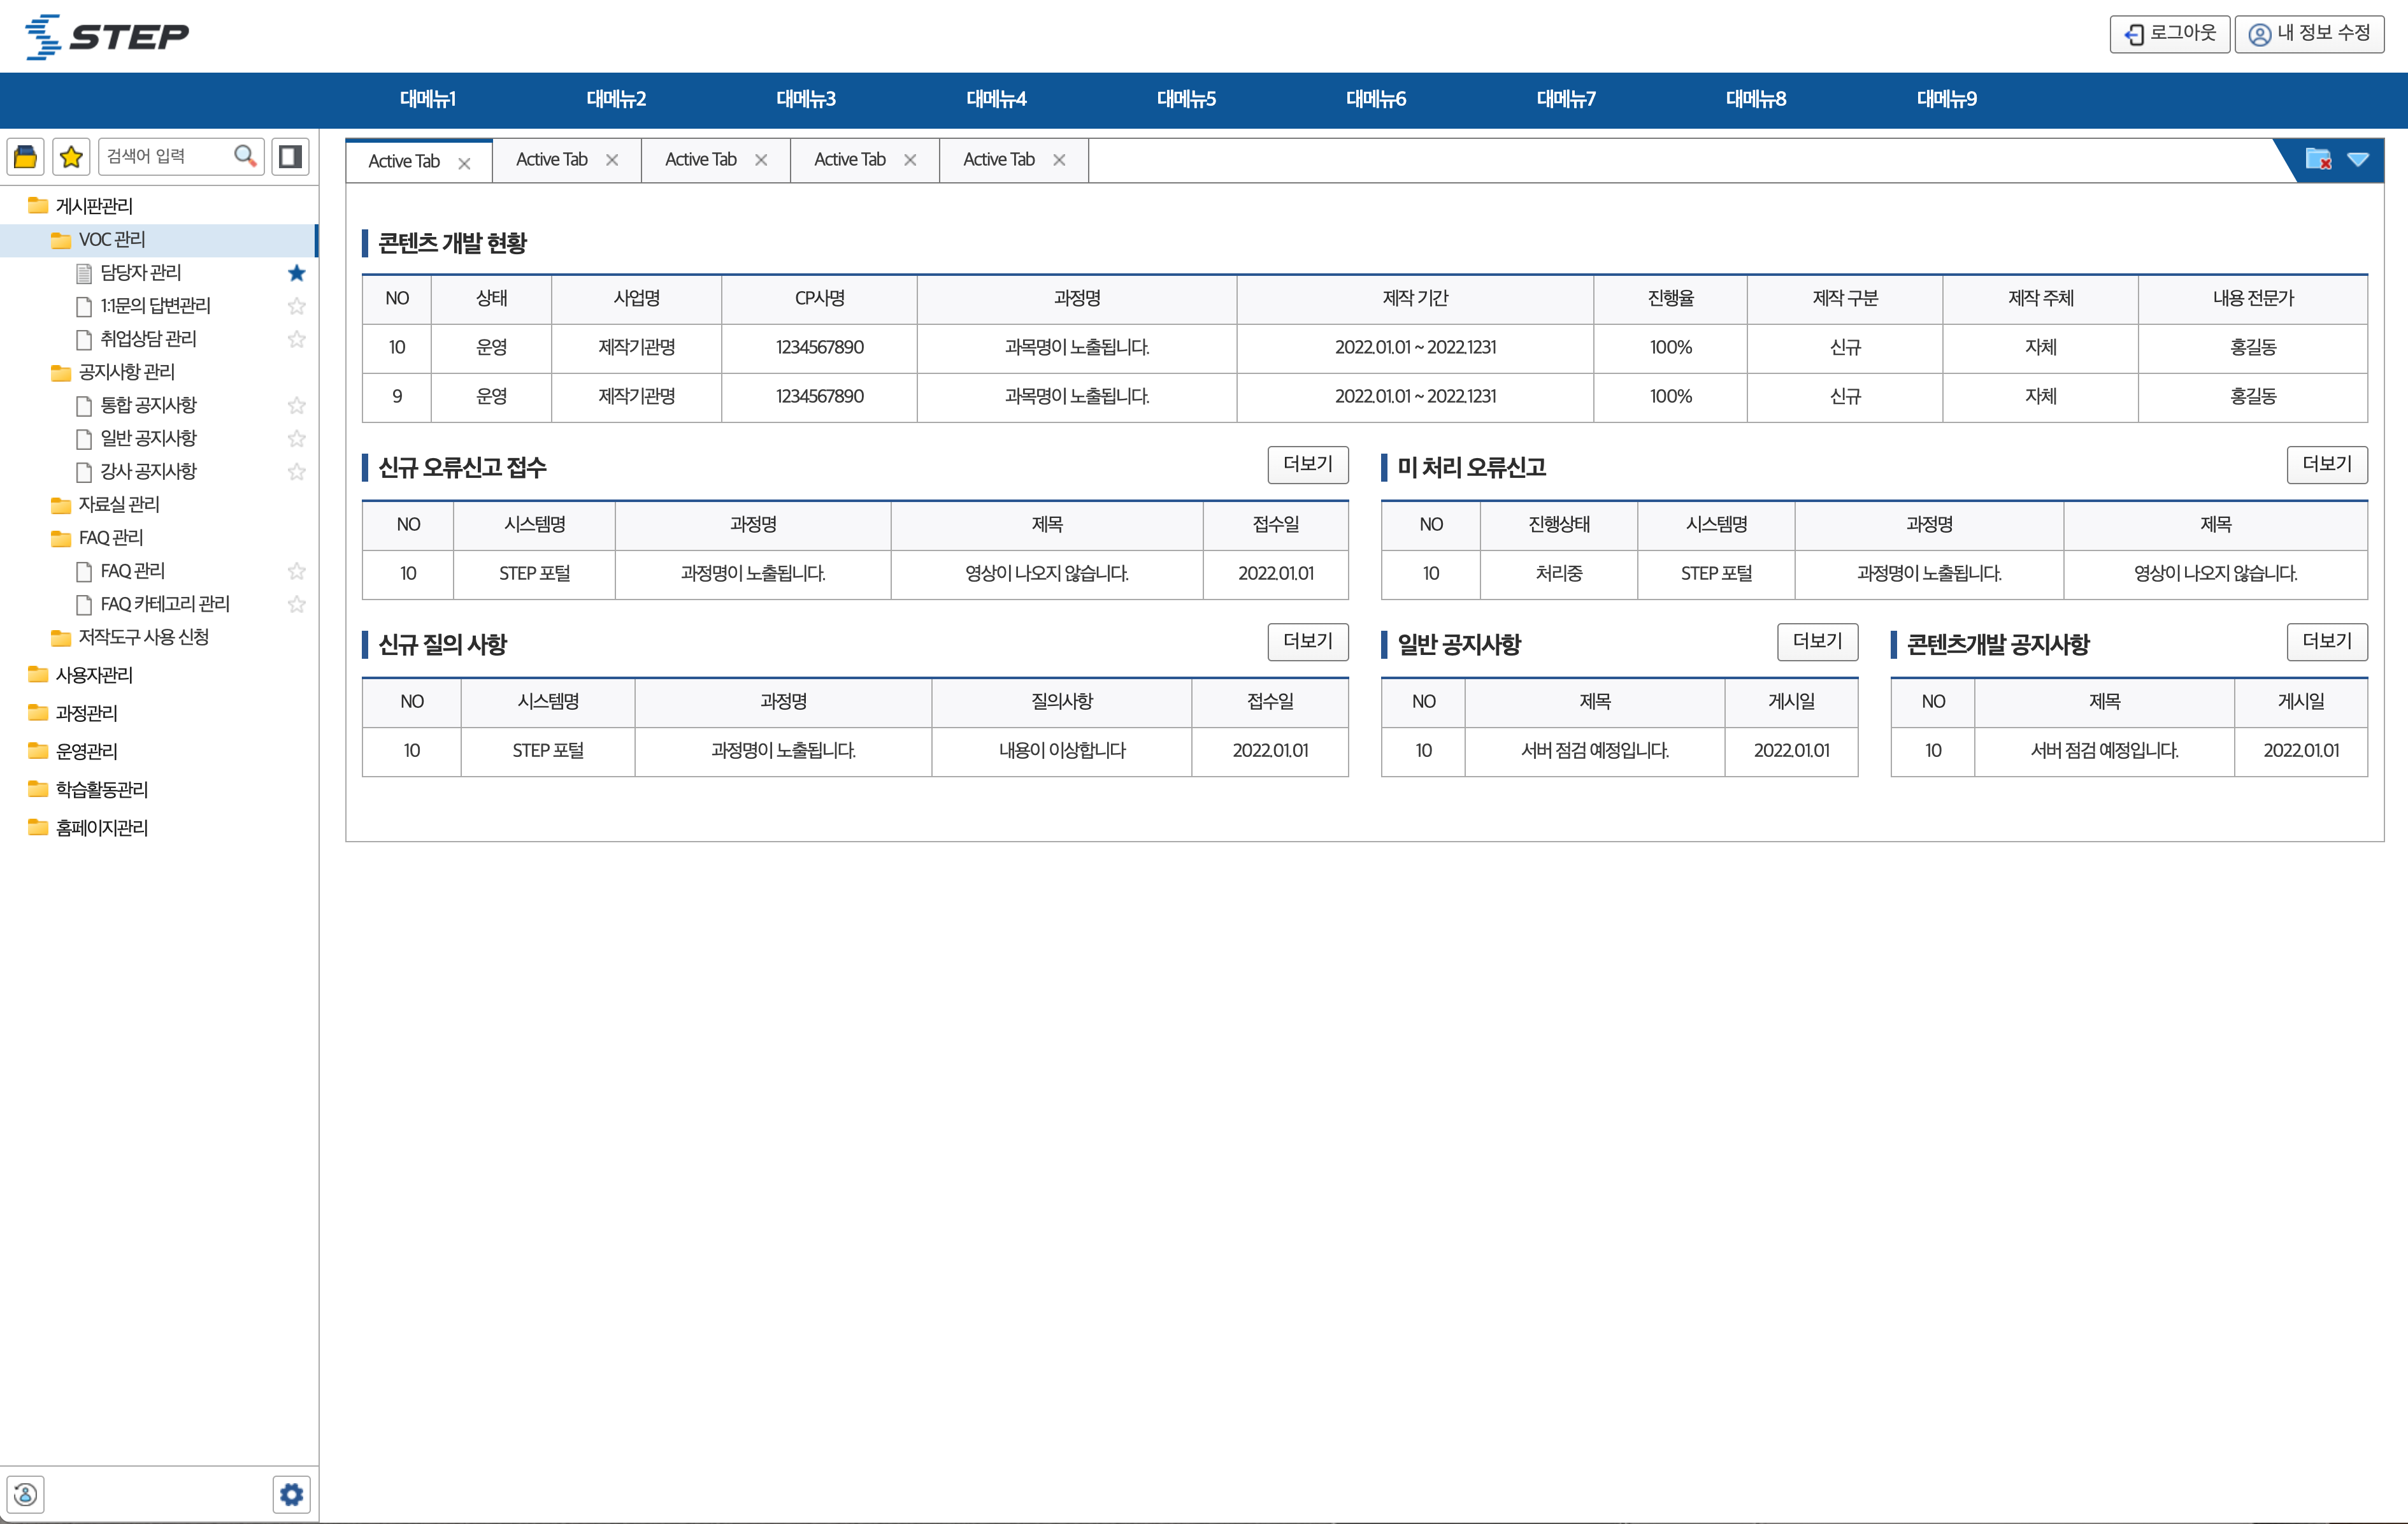 STEP
로그아웃
내 정보 수정
대메뉴1 대메뉴2 대메뉴3 대메뉴4 대메뉴5 대메뉴6 대메뉴7 대메뉴8 대메뉴9
검색어 입력
게시판관리
VOC 관리
담당자 관리
1:1문의 답변관리
취업상담 관리
공지사항 관리
통합 공지사항
일반 공지사항
강사 공지사항
자료실 관리
FAQ 관리
FAQ 관리
FAQ 카테고리 관리
저작도구 사용 신청
사용자관리
과정관리
운영관리
학습활동관리
홈페이지관리
Active Tab Active Tab Active Tab Active Tab Active Tab
콘텐츠 개발 현황
NO 상태 사업명 CP사명 과정명 제작 기간 진행율 제작 구분 제작 주체 내용 전문가
10 운영 제작기관명 1234567890 과목명이 노출됩니다. 2022.01.01 ~ 2022.1231 100% 신규 자체 홍길동
9 운영 제작기관명 1234567890 과목명이 노출됩니다. 2022.01.01 ~ 2022.1231 100% 신규 자체 홍길동
신규 오류신고 접수 더보기
NO 시스템명 과정명 제목 접수일
10 STEP 포털 과정명이 노출됩니다. 영상이 나오지 않습니다. 2022.01.01
미 처리 오류신고 더보기
NO 진행상태 시스템명 과정명 제목
10 처리중 STEP 포털 과정명이 노출됩니다. 영상이 나오지 않습니다.
신규 질의 사항 더보기
NO 시스템명 과정명 질의사항 접수일
10 STEP 포털 과정명이 노출됩니다. 내용이 이상합니다 2022.01.01
일반 공지사항 더보기
NO 제목 게시일
10 서버 점검 예정입니다. 2022.01.01
콘텐츠개발 공지사항 더보기
NO 제목 게시일
10 서버 점검 예정입니다. 2022.01.01